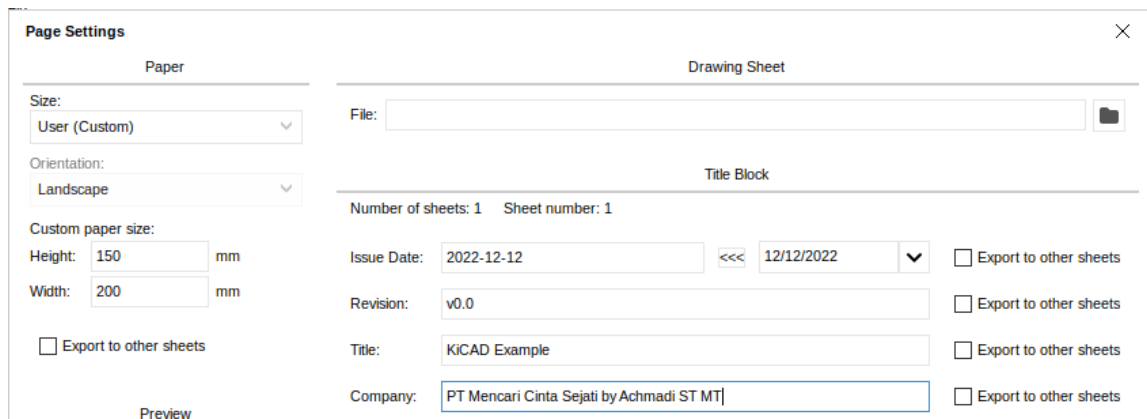 Page Settings
Paper
Size:
User (Custom)
Orientation:
Landscape
Custom paper size:
Height: 150 mm
Width: 200 mm
Export to other sheets
Preview
Drawing Sheet
File:
Title Block
Number of sheets: 1 Sheet number: 1
Issue Date: 2022-12-12 <<< 12/12/2022 Export to other sheets
Revision: v0.0 Export to other sheets
Title: KiCAD Example Export to other sheets
Company: PT Mencari Cinta Sejati by Achmadi ST MT Export to other sheets